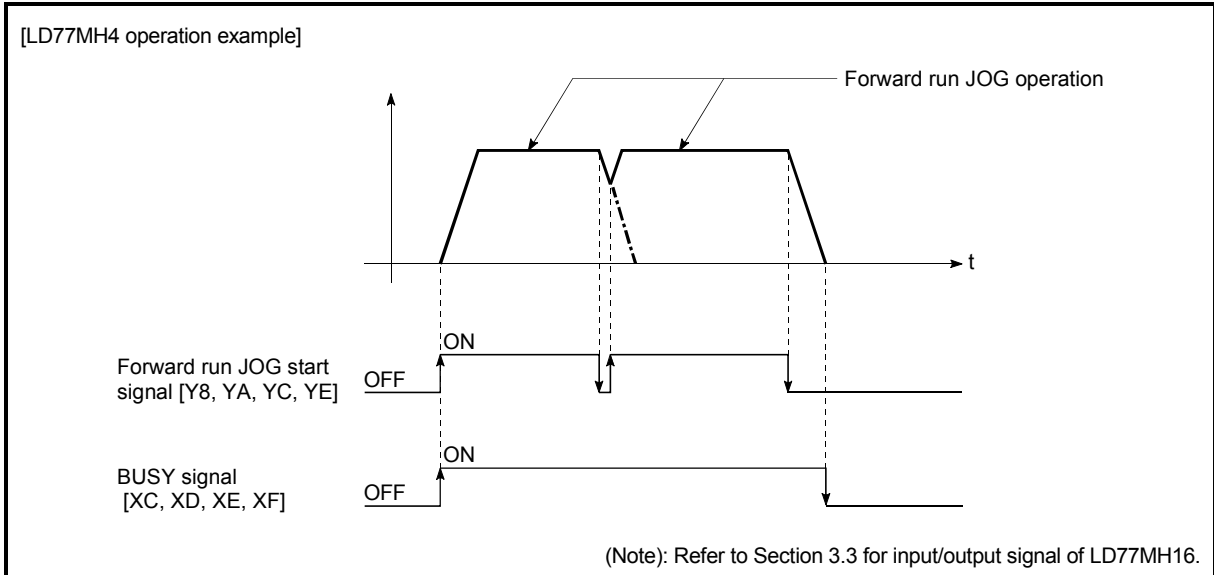 [LD77MH4 operation example]
Forward run JOG operation
t
ON
Forward run JOG start
signal [Y8, YA, YC, YE]
OFF
ON
BUSY signal
[XC, XD, XE, XF]
OFF
(Note): Refer to Section 3.3 for input/output signal of LD77MH16.